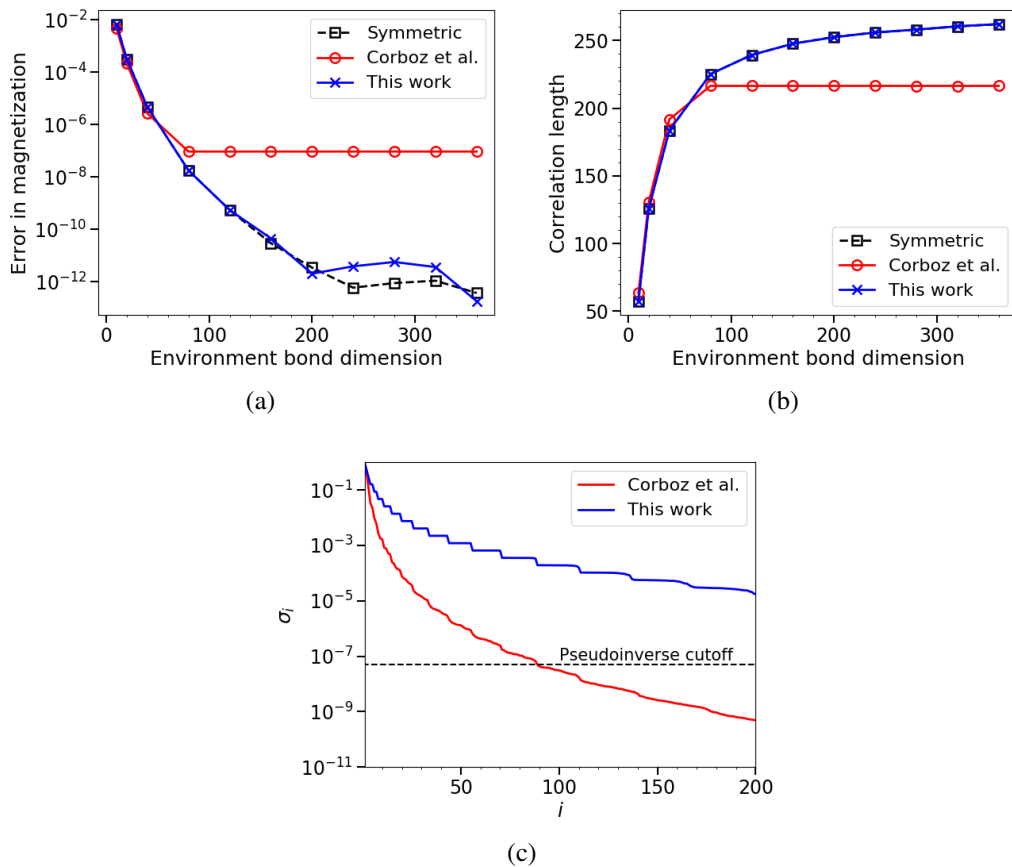 10^{-2}
10^{-4}
10^{-6}
10^{-8}
10^{-10}
10^{-12}
Error in magnetization
Symmetric
Corboz et al.
This work
0 100 200 300
Environment bond dimension
(a)
250
200
150
100
50
Correlation length
Symmetric
Corboz et al.
This work
0 100 200 300
Environment bond dimension
(b)
10^{-1}
10^{-3}
10^{-5}
10^{-7}
10^{-9}
10^{-11}
σ_i
Corboz et al.
This work
Pseudoinverse cutoff
50 100 150 200
i
(c)